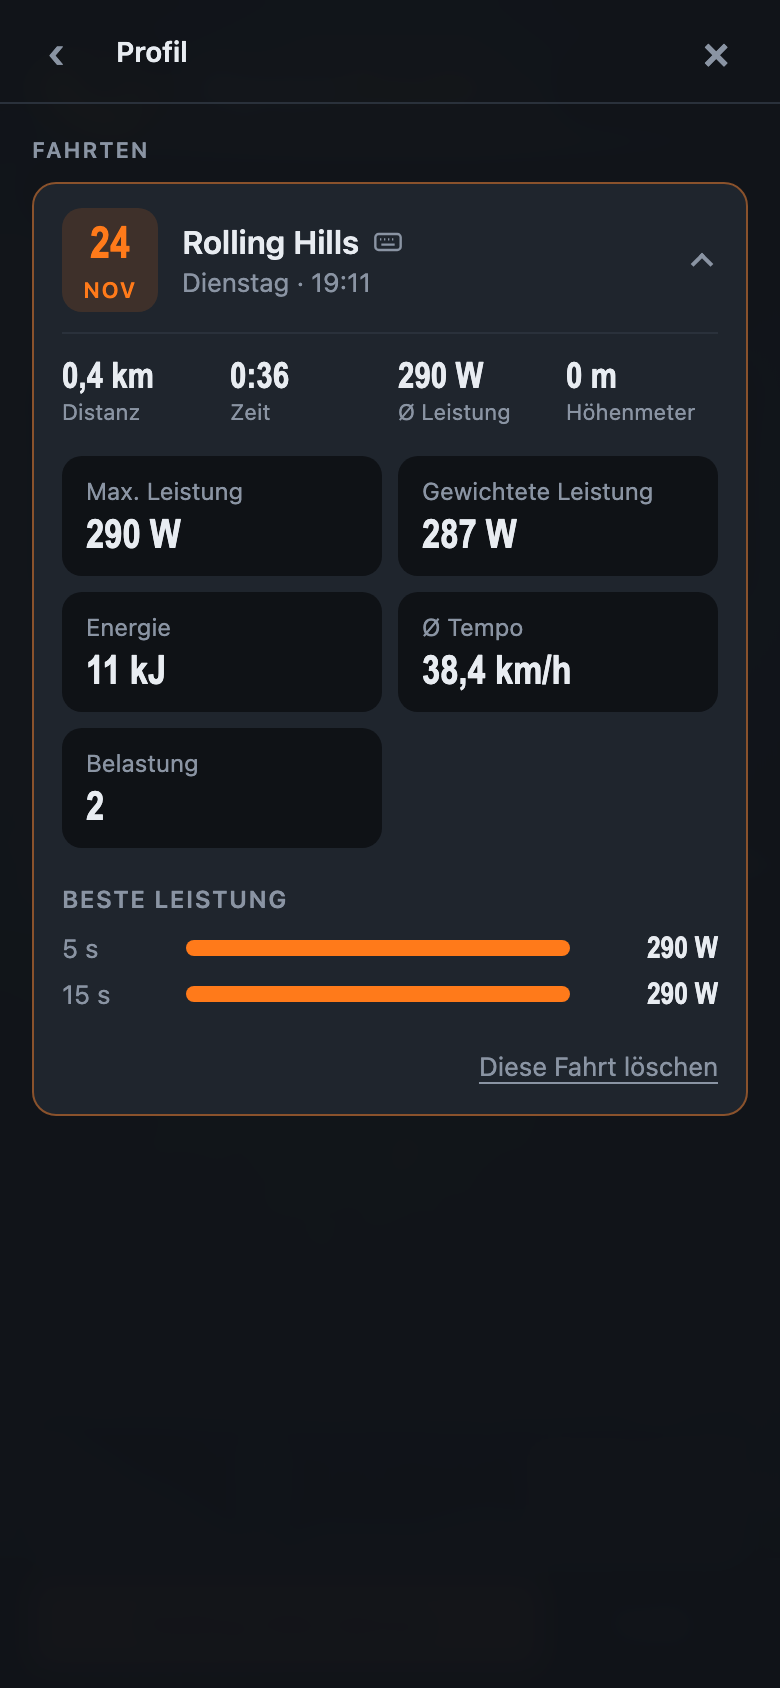 Profil
FAHRTEN
24
NOV
Rolling Hills
Dienstag · 19:11
0,4 km
Distanz
0:36
Zeit
290 W
Ø Leistung
0 m
Höhenmeter
Max. Leistung
290 W
Gewichtete Leistung
287 W
Energie
11 kJ
Ø Tempo
38,4 km/h
Belastung
2
BESTE LEISTUNG
5 s 290 W
15 s 290 W
Diese Fahrt löschen